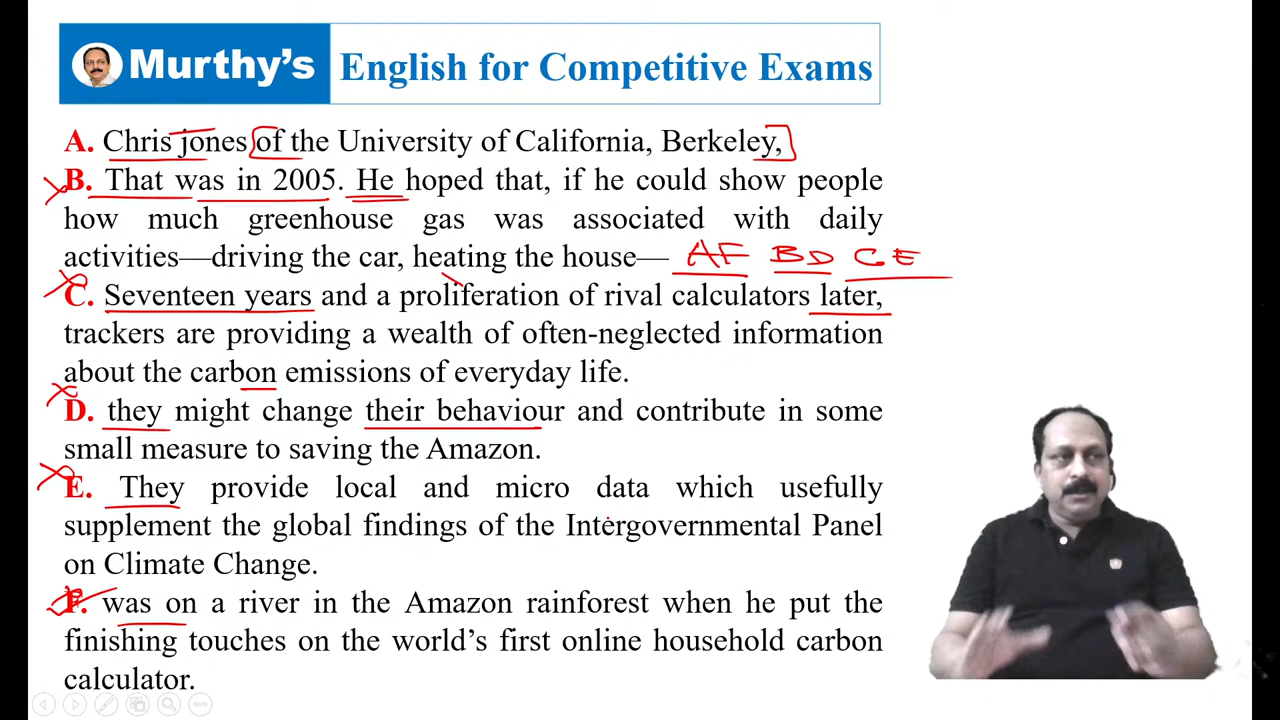 Murthy's English for Competitive Exams
A. Chris jones of the University of California, Berkeley,
B. That was in 2005. He hoped that, if he could show people
how much greenhouse gas was associated with daily
activities—driving the car, heating the house— AF BD CE
C. Seventeen years and a proliferation of rival calculators later,
trackers are providing a wealth of often-neglected information
about the carbon emissions of everyday life.
D. they might change their behaviour and contribute in some
small measure to saving the Amazon.
E. They provide local and micro data which usefully
supplement the global findings of the Intergovernmental Panel
on Climate Change.
F. was on a river in the Amazon rainforest when he put the
finishing touches on the world's first online household carbon
calculator.